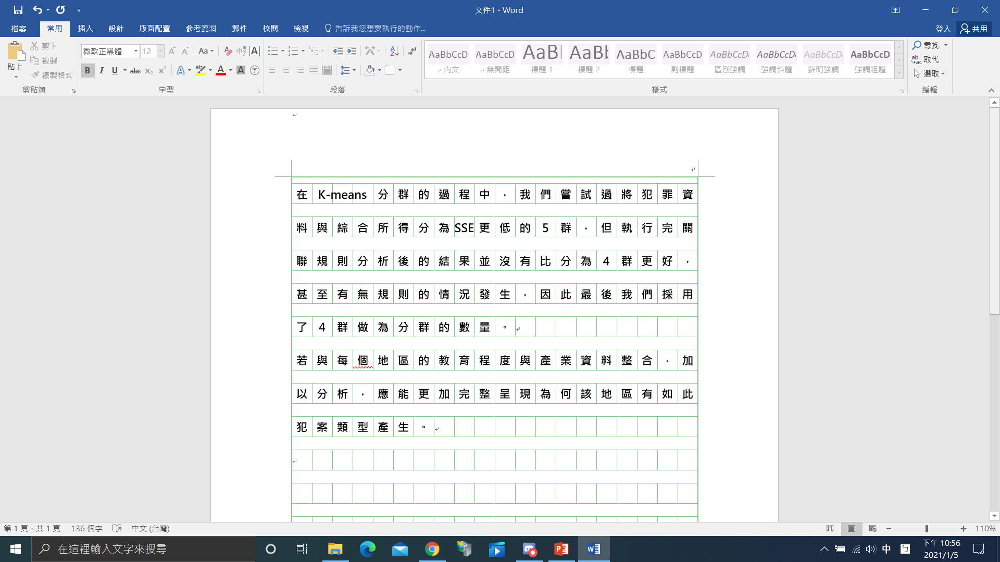 文件1 - Word
檔案 常用 插入 設計 版面配置 參考資料 郵件 校閱 檢視 告訴我您想要執行的動作... 登入 共用
貼上 剪下 複製 複製格式 剪貼簿
微軟正黑體 12 Aa A
B I U abc X₂ X² A ab A A 字
字型
段落
AaBbCcD AaBbCcD AaBl AaBb AaBbC AaBbCcD AaBbCcD AaBbCcD AaBbCcD AaBbCcD
內文 無間距 標題 1 標題 2 標題 副標題 區別強調 強調斜體 鮮明強調 強調粗體
樣式
尋找
取代
選取
編輯
在 K-means 分群的過程中，我們嘗試過將犯罪資
料與綜合所得分為SSE更低的5群，但執行完關
聯規則分析後的結果並沒有比分為4群更好，
甚至有無規則的情況發生，因此最後我們採用
了4群做為分群的數量。
若與每個地區的教育程度與產業資料整合，加
以分析，應能更加完整呈現為何該地區有如此
犯案類型產生。
第 1 頁，共 1 頁 136 個字 中文 (台灣) 110%
在這裡輸入文字來搜尋
中
下午 10:56
2021/1/5